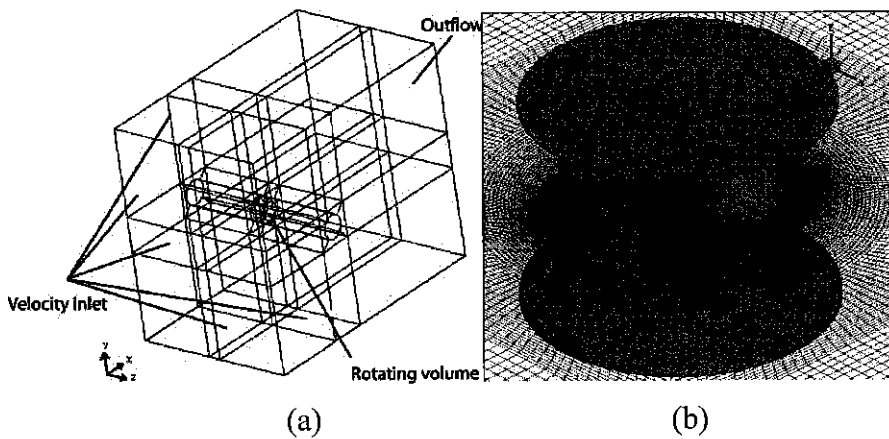 Outflow
Velocity Inlet
y
x
z
Rotating volume
(a)
(b)